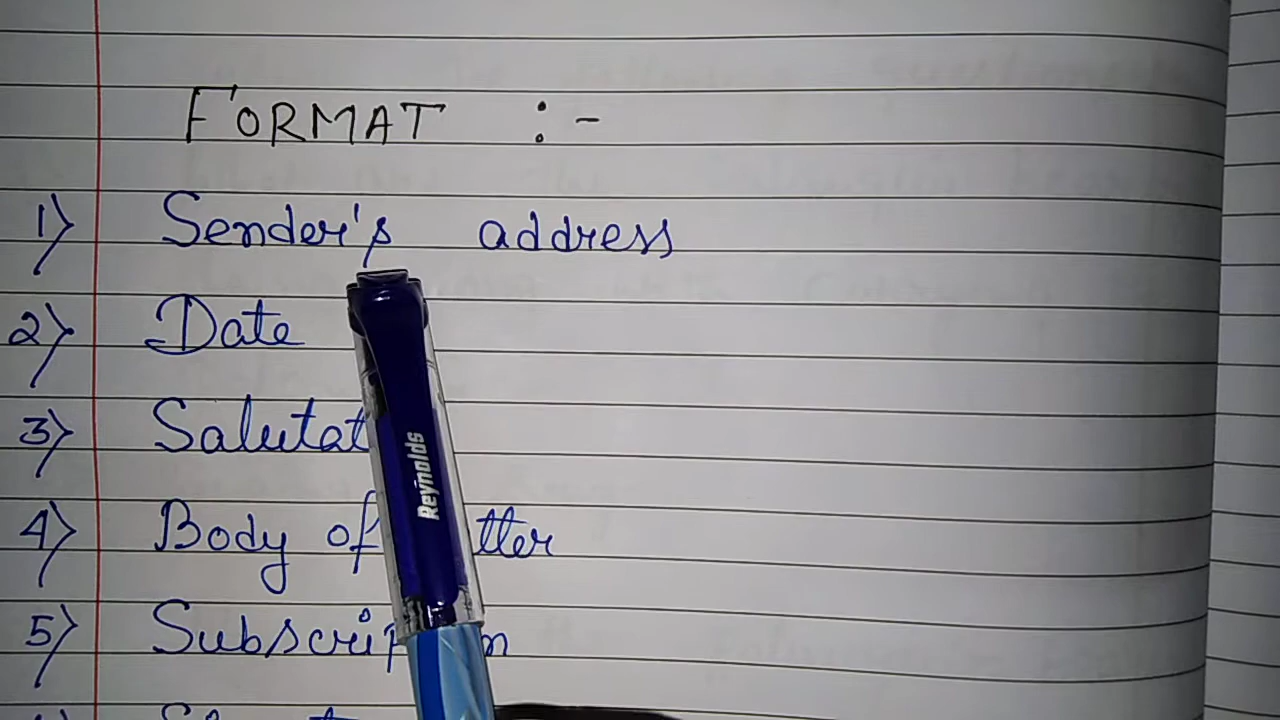 FORMAT :-
1) Sender's address
2) Date
3) Salutat
4) Body of tter
5) Subscrip n
Reynolds